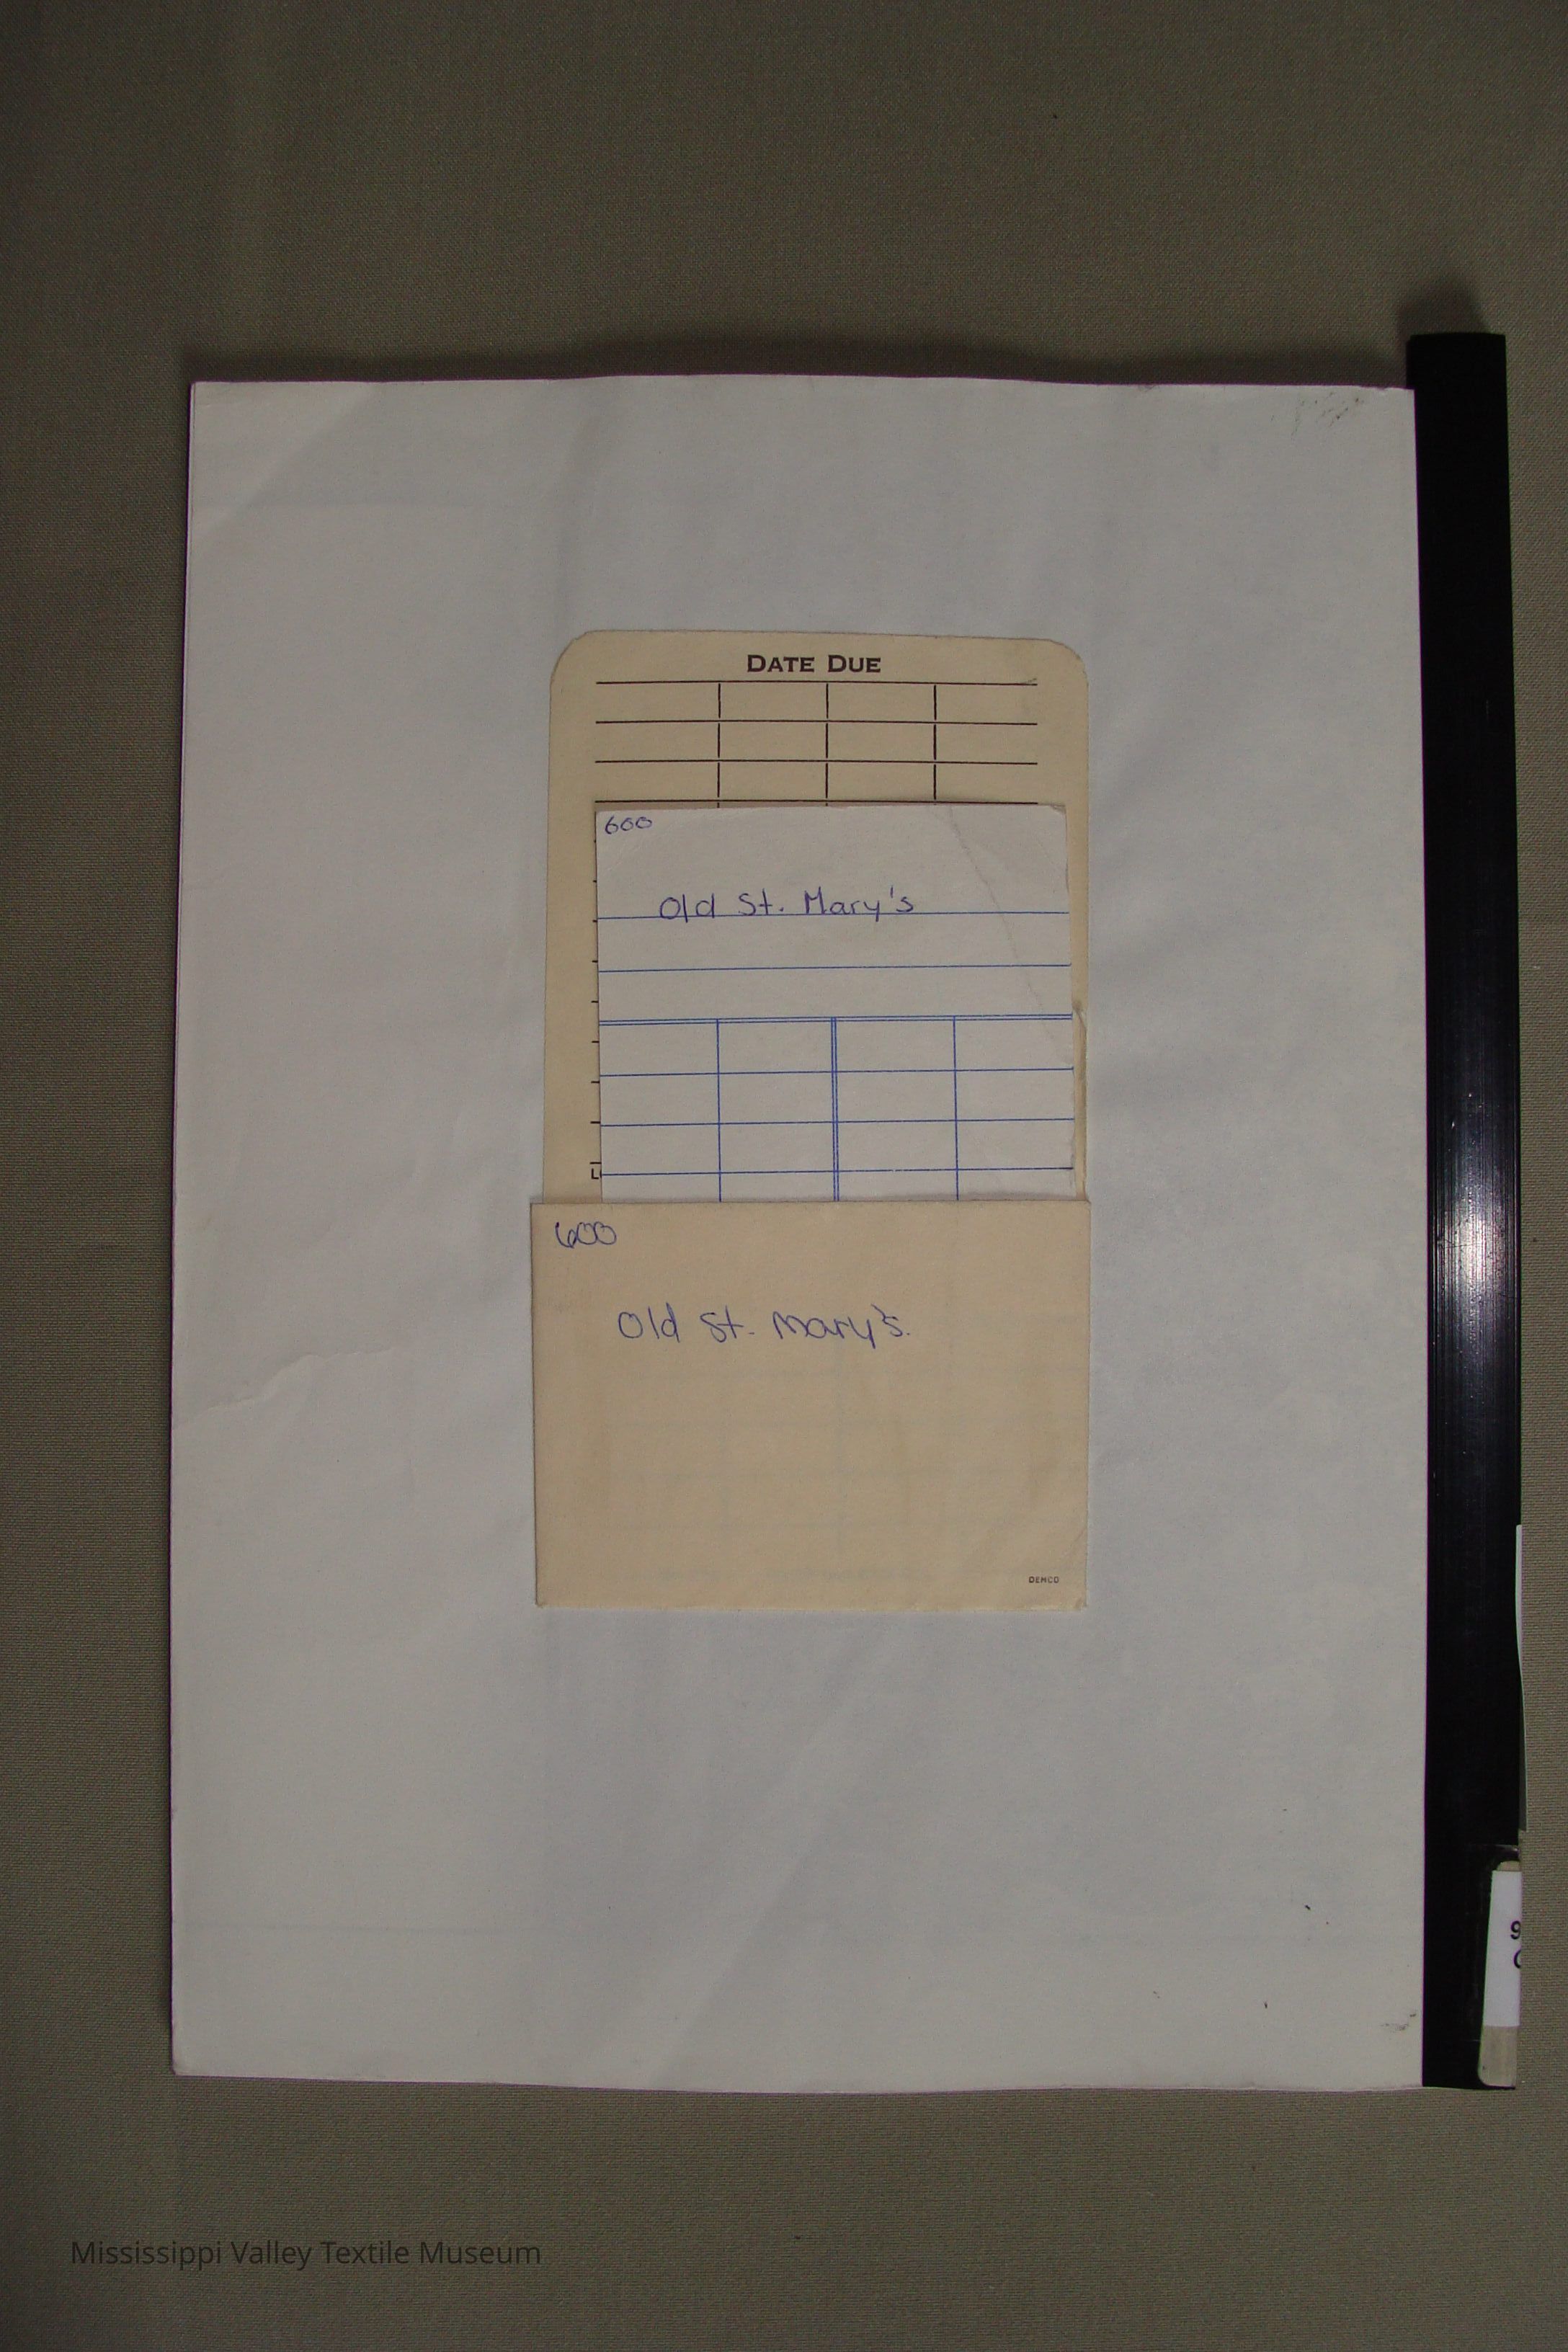 DATE DUE
600
Old St. Mary's
600
Old St. Mary's.
DEMCO
Mississippi Valley Textile Museum